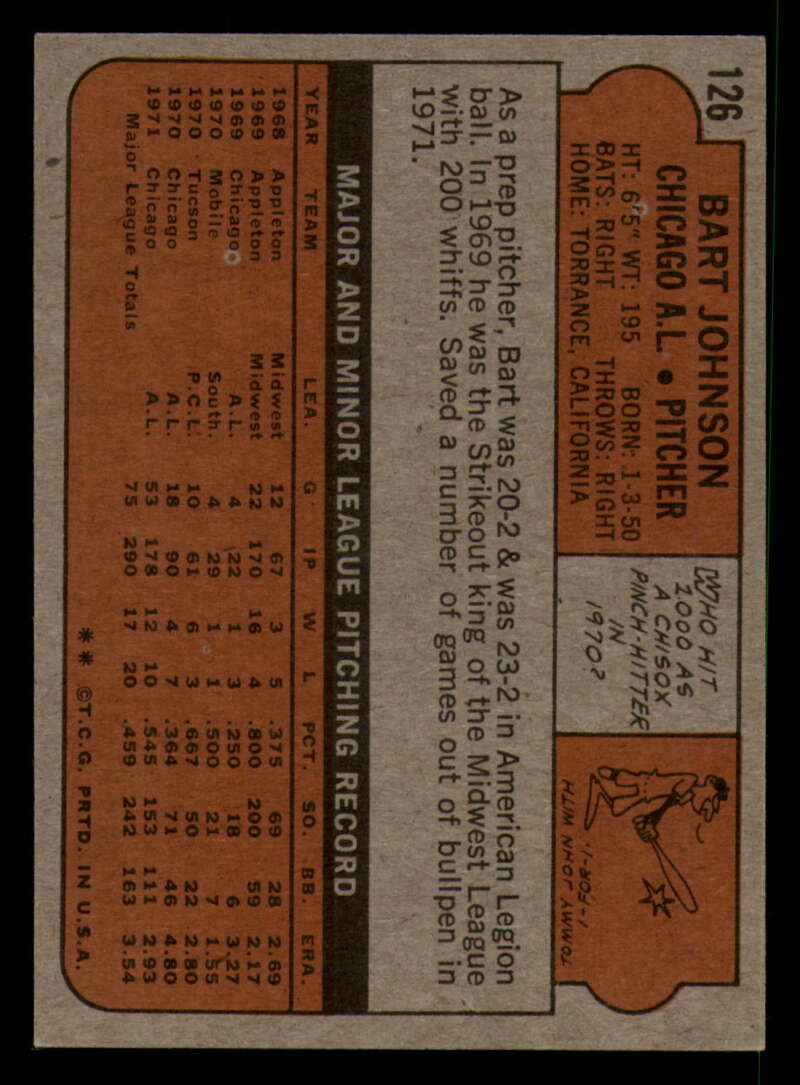 126
BART JOHNSON
CHICAGO A.L. • PITCHER
HT: 6'5" WT: 195 BORN: 1-3-50
BATS: RIGHT THROWS: RIGHT
HOME: TORRANCE, CALIFORNIA
WHO HIT
1000 AS
A CHISOX
PINCH-HITTER
IN
1970?
TOMMY JOHN WITH
1-FOR-1.
As a prep pitcher, Bart was 20-2 & was 23-2 in American Legion
ball. In 1969 he was the Strikeout king of the Midwest League
with 200 whiffs. Saved a number of games out of bullpen in
1971.
MAJOR AND MINOR LEAGUE PITCHING RECORD
YEAR TEAM LEA. G IP W L PCT. SO. BB. ERA.
1968 Appleton Midwest 12 67 3 5 .375 69 28 2.69
1969 Appleton Midwest 22 170 16 4 .800 200 59 2.17
1969 Chicago A.L. 4 22 1 3 .250 18 6 3.27
1970 Mobile South. 4 29 1 1 .500 21 7 1.55
1970 Tucson P.C.L. 10 61 6 3 .667 50 22 2.80
1970 Chicago A.L. 18 90 4 7 .364 71 46 4.80
1971 Chicago A.L. 53 178 12 10 .545 153 111 2.93
Major League Totals 75 290 17 20 .459 242 163 3.54
** ©T.C.G. PRTD. IN U.S.A.